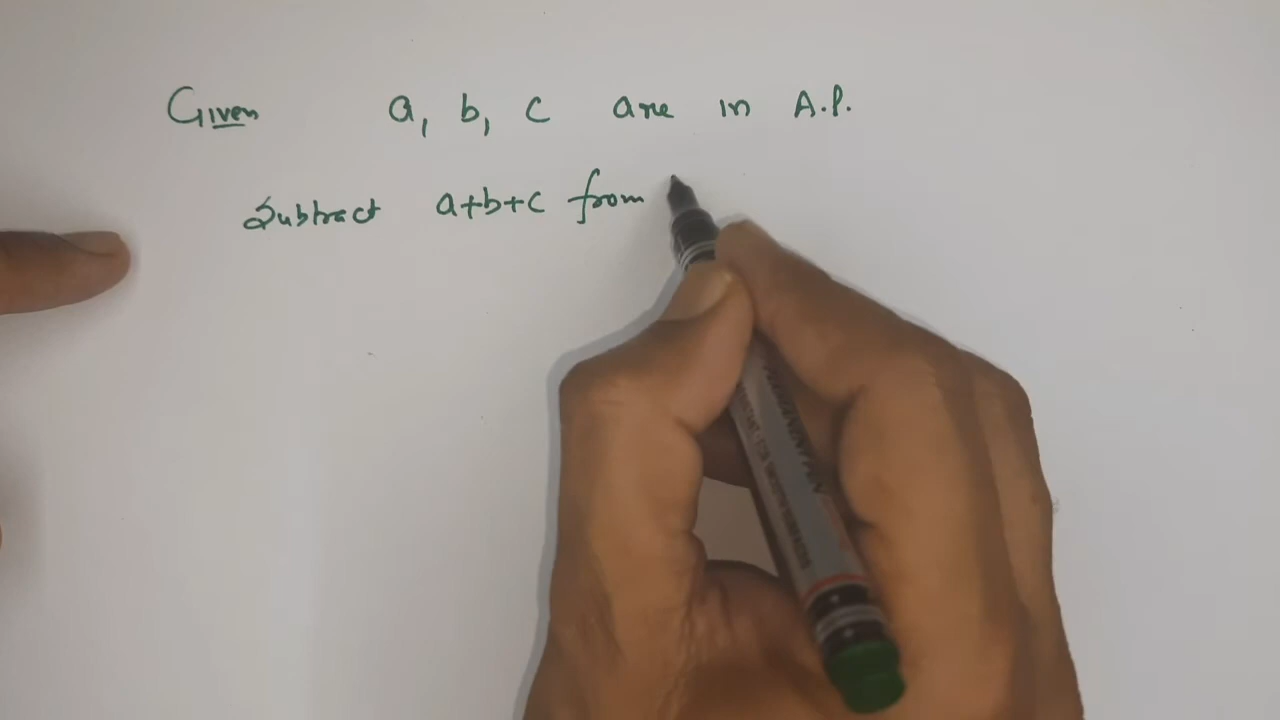 Given a, b, c are in A.P.
Subtract a+b+c from